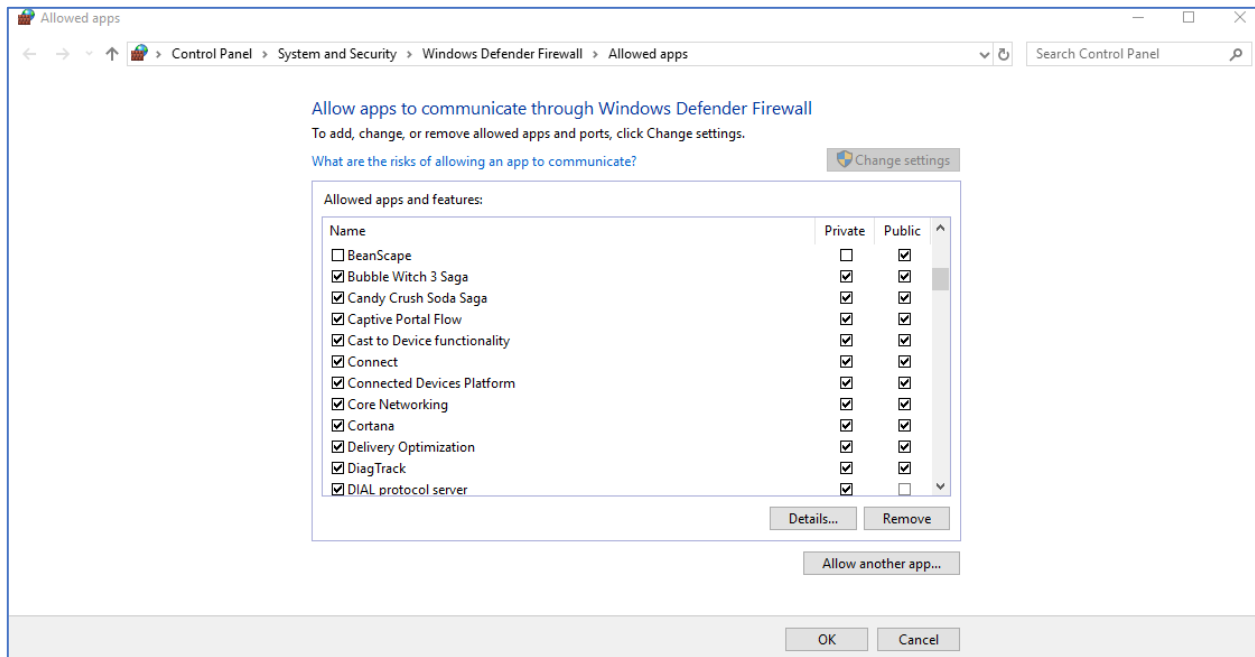 Allowed apps
Control Panel > System and Security > Windows Defender Firewall > Allowed apps
Search Control Panel
Allow apps to communicate through Windows Defender Firewall
To add, change, or remove allowed apps and ports, click Change settings.
What are the risks of allowing an app to communicate?
Change settings
Allowed apps and features:
Name Private Public
BeanScape
Bubble Witch 3 Saga
Candy Crush Soda Saga
Captive Portal Flow
Cast to Device functionality
Connect
Connected Devices Platform
Core Networking
Cortana
Delivery Optimization
DiagTrack
DIAL protocol server
Details... Remove
Allow another app...
OK Cancel